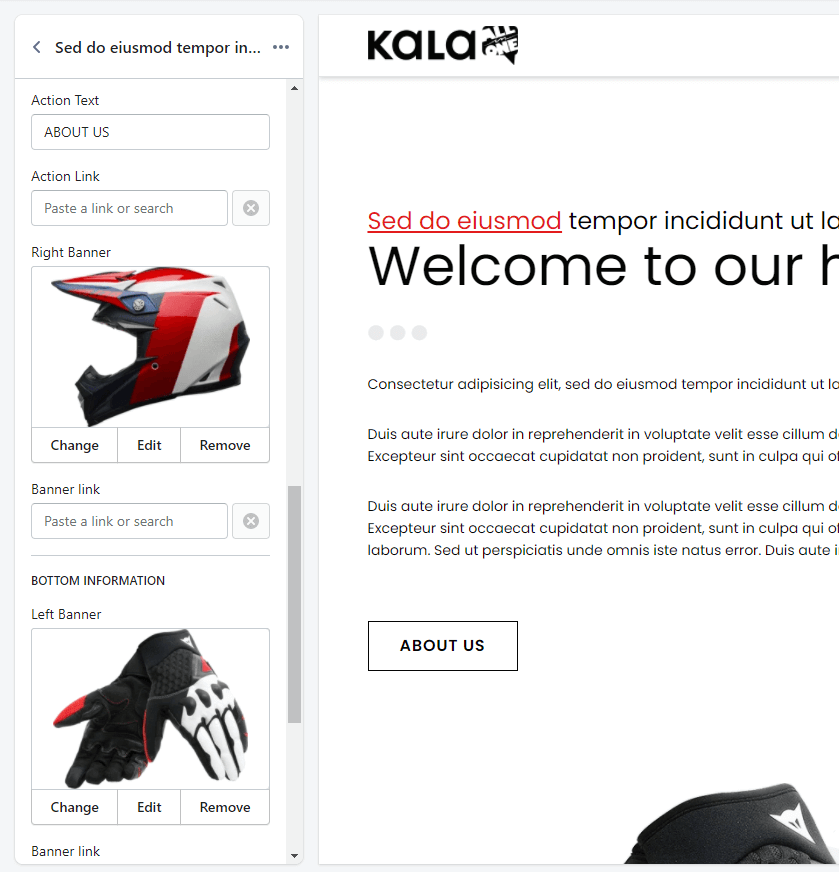 Sed do eiusmod tempor in...
Action Text
ABOUT US
Action Link
Paste a link or search
Right Banner
Change
Edit
Remove
Banner link
Paste a link or search
BOTTOM INFORMATION
Left Banner
Change
Edit
Remove
Banner link
KALA ALL
ONE
Sed do eiusmod tempor incididunt ut la
Welcome to our h
Consectetur adipisicing elit, sed do eiusmod tempor incididunt ut la
Duis aute irure dolor in reprehenderit in voluptate velit esse cillum d
Excepteur sint occaecat cupidatat non proident, sunt in culpa qui of
Duis aute irure dolor in reprehenderit in voluptate velit esse cillum d
Excepteur sint occaecat cupidatat non proident, sunt in culpa qui of
laborum. Sed ut perspiciatis unde omnis iste natus error. Duis aute i
ABOUT US